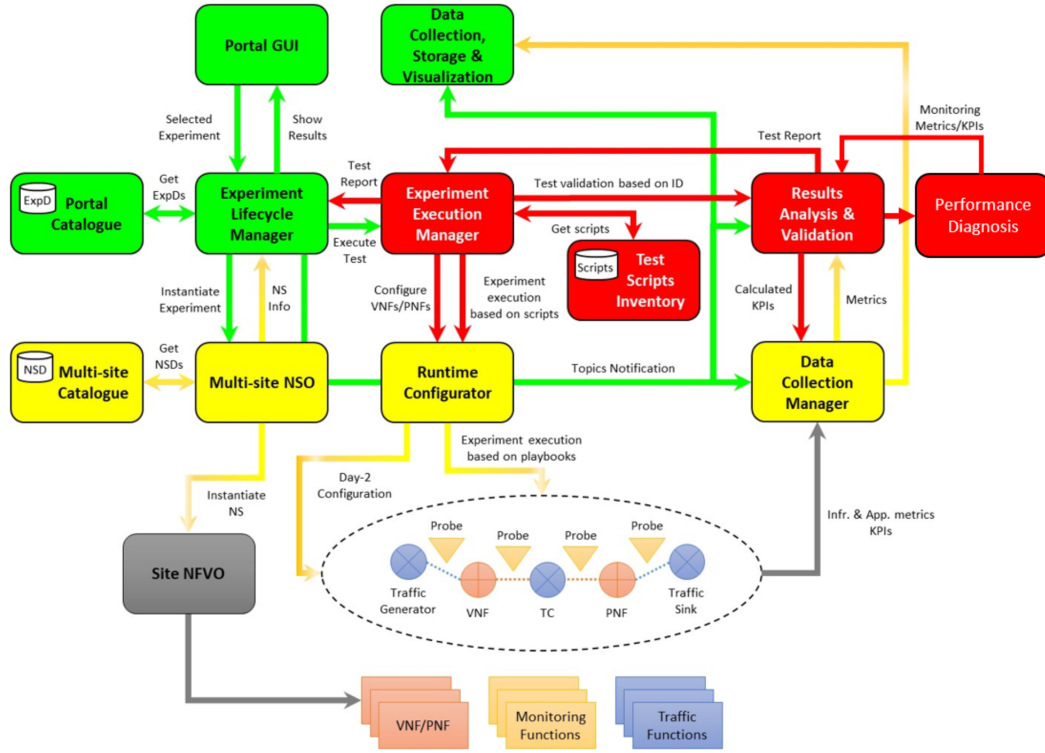 Portal GUI
Data
Collection,
Storage &
Visualization
Selected
Experiment
Show
Results
Monitoring
Metrics/KPIs
Test Report
Get
ExpDs
Test
Report
ExpD
Portal
Catalogue
Experiment
Lifecycle
Manager
Experiment
Execution
Manager
Test validation based on ID
Results
Analysis &
Validation
Performance
Diagnosis
Execute
Test
Get scripts
Scripts
Test
Scripts
Inventory
Instantiate
Experiment
NS
Info
Configure
VNFs/PNFs
Experiment
execution
based on scripts
Calculated
KPIs
Metrics
NSD
Multi-site
Catalogue
Get
NSDs
Multi-site NSO
Runtime
Configurator
Topics Notification
Data
Collection
Manager
Experiment execution
based on playbooks
Day-2
Configuration
Instantiate
NS
Infr. & App. metrics
KPIs
Site NFVO
Probe
Probe
Probe
Probe
Traffic
Generator
VNF
TC
PNF
Traffic
Sink
VNF/PNF
Monitoring
Functions
Traffic
Functions